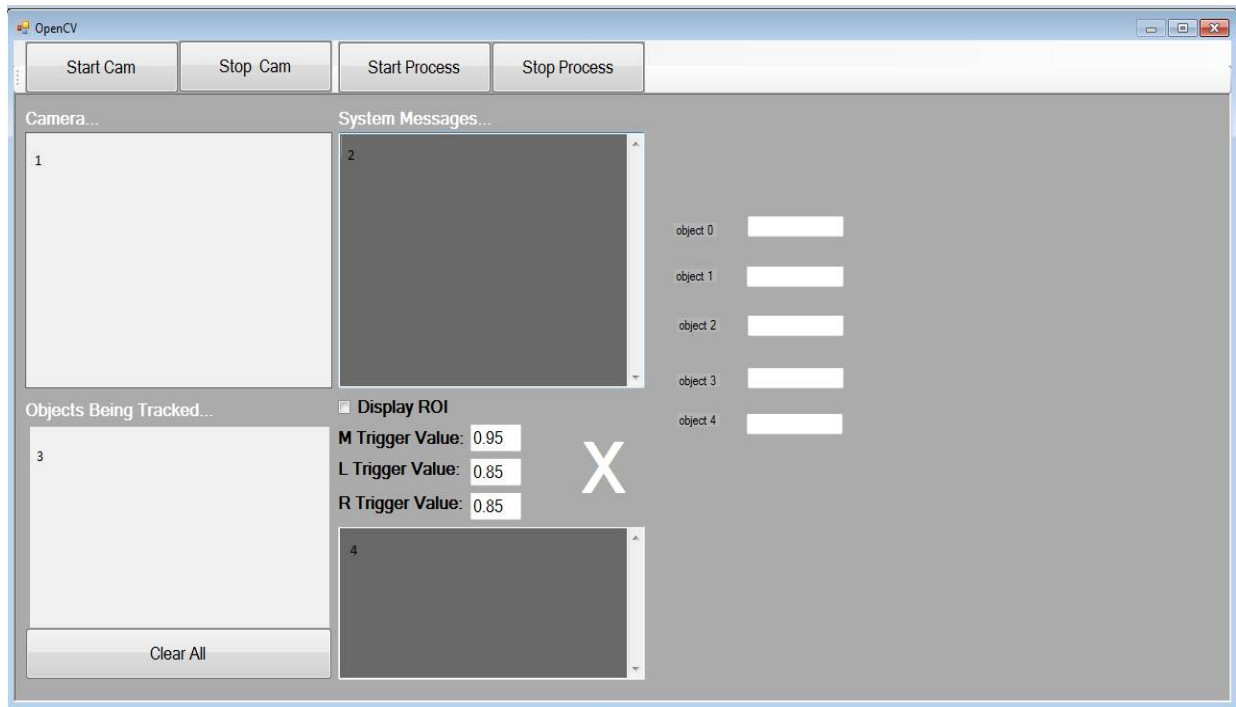 OpenCV
Start Cam Stop Cam Start Process Stop Process
Camera...
1
System Messages...
2
object 0
object 1
object 2
object 3
object 4
Objects Being Tracked...
3
Clear All
Display ROI
M Trigger Value: 0.95
L Trigger Value: 0.85
R Trigger Value: 0.85
X
4